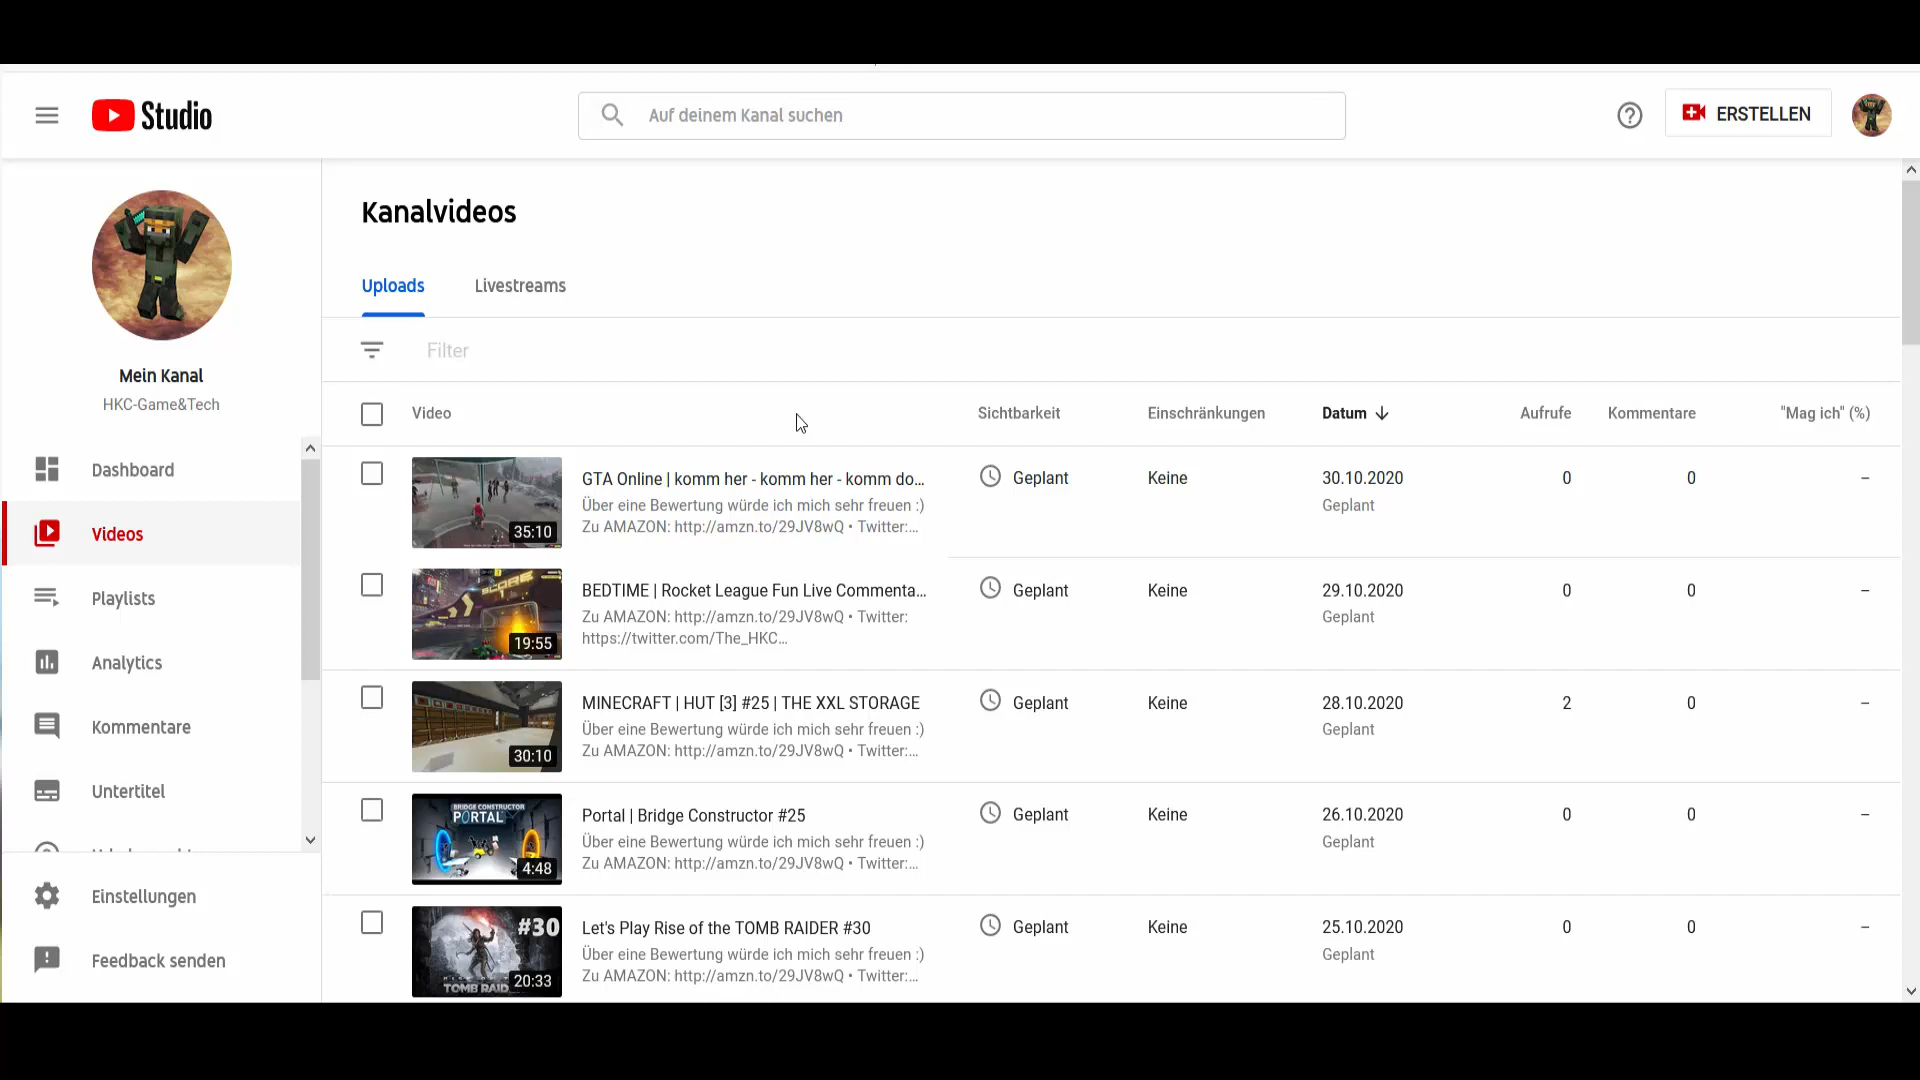 Studio
Auf deinem Kanal suchen
ERSTELLEN
Mein Kanal
HKC-Game&Tech
Dashboard
Videos
Playlists
Analytics
Kommentare
Untertitel
Einstellungen
Feedback senden
Kanalvideos
Uploads Livestreams
Filter
Video Sichtbarkeit Einschränkungen Datum Aufrufe Kommentare "Mag ich" (%)
35:10
GTA Online | komm her - komm her - komm do...
Über eine Bewertung würde ich mich sehr freuen :)
Zu AMAZON: http://amzn.to/29JV8wQ • Twitter:...
Geplant Keine 30.10.2020 0 0 –
Geplant
SCORE
19:55
BEDTIME | Rocket League Fun Live Commenta...
Zu AMAZON: http://amzn.to/29JV8wQ • Twitter:
https://twitter.com/The_HKC...
Geplant Keine 29.10.2020 0 0 –
Geplant
30:10
MINECRAFT | HUT [3] #25 | THE XXL STORAGE
Über eine Bewertung würde ich mich sehr freuen :)
Zu AMAZON: http://amzn.to/29JV8wQ • Twitter:...
Geplant Keine 28.10.2020 2 0 –
Geplant
BRIDGE CONSTRUCTOR
PORTAL
4:48
Portal | Bridge Constructor #25
Über eine Bewertung würde ich mich sehr freuen :)
Zu AMAZON: http://amzn.to/29JV8wQ • Twitter:...
Geplant Keine 26.10.2020 0 0 –
Geplant
#30
TOMB RAID
20:33
Let's Play Rise of the TOMB RAIDER #30
Über eine Bewertung würde ich mich sehr freuen :)
Zu AMAZON: http://amzn.to/29JV8wQ • Twitter:...
Geplant Keine 25.10.2020 0 0 –
Geplant